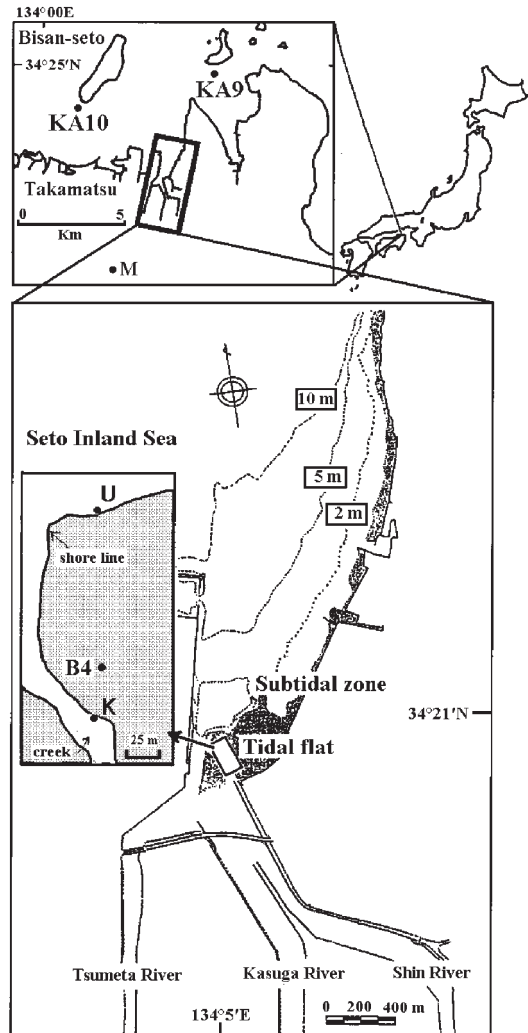 134°00'E
Bisan-seto
34°25'N
KA9
KA10
Takamatsu
0 5
Km
M
10 m
Seto Inland Sea
5 m
2 m
U
shore line
B4
K
creek
25 m
Subtidal zone
34°21'N
Tidal flat
Tsumeta River Kasuga River Shin River
134°5'E
0 200 400 m